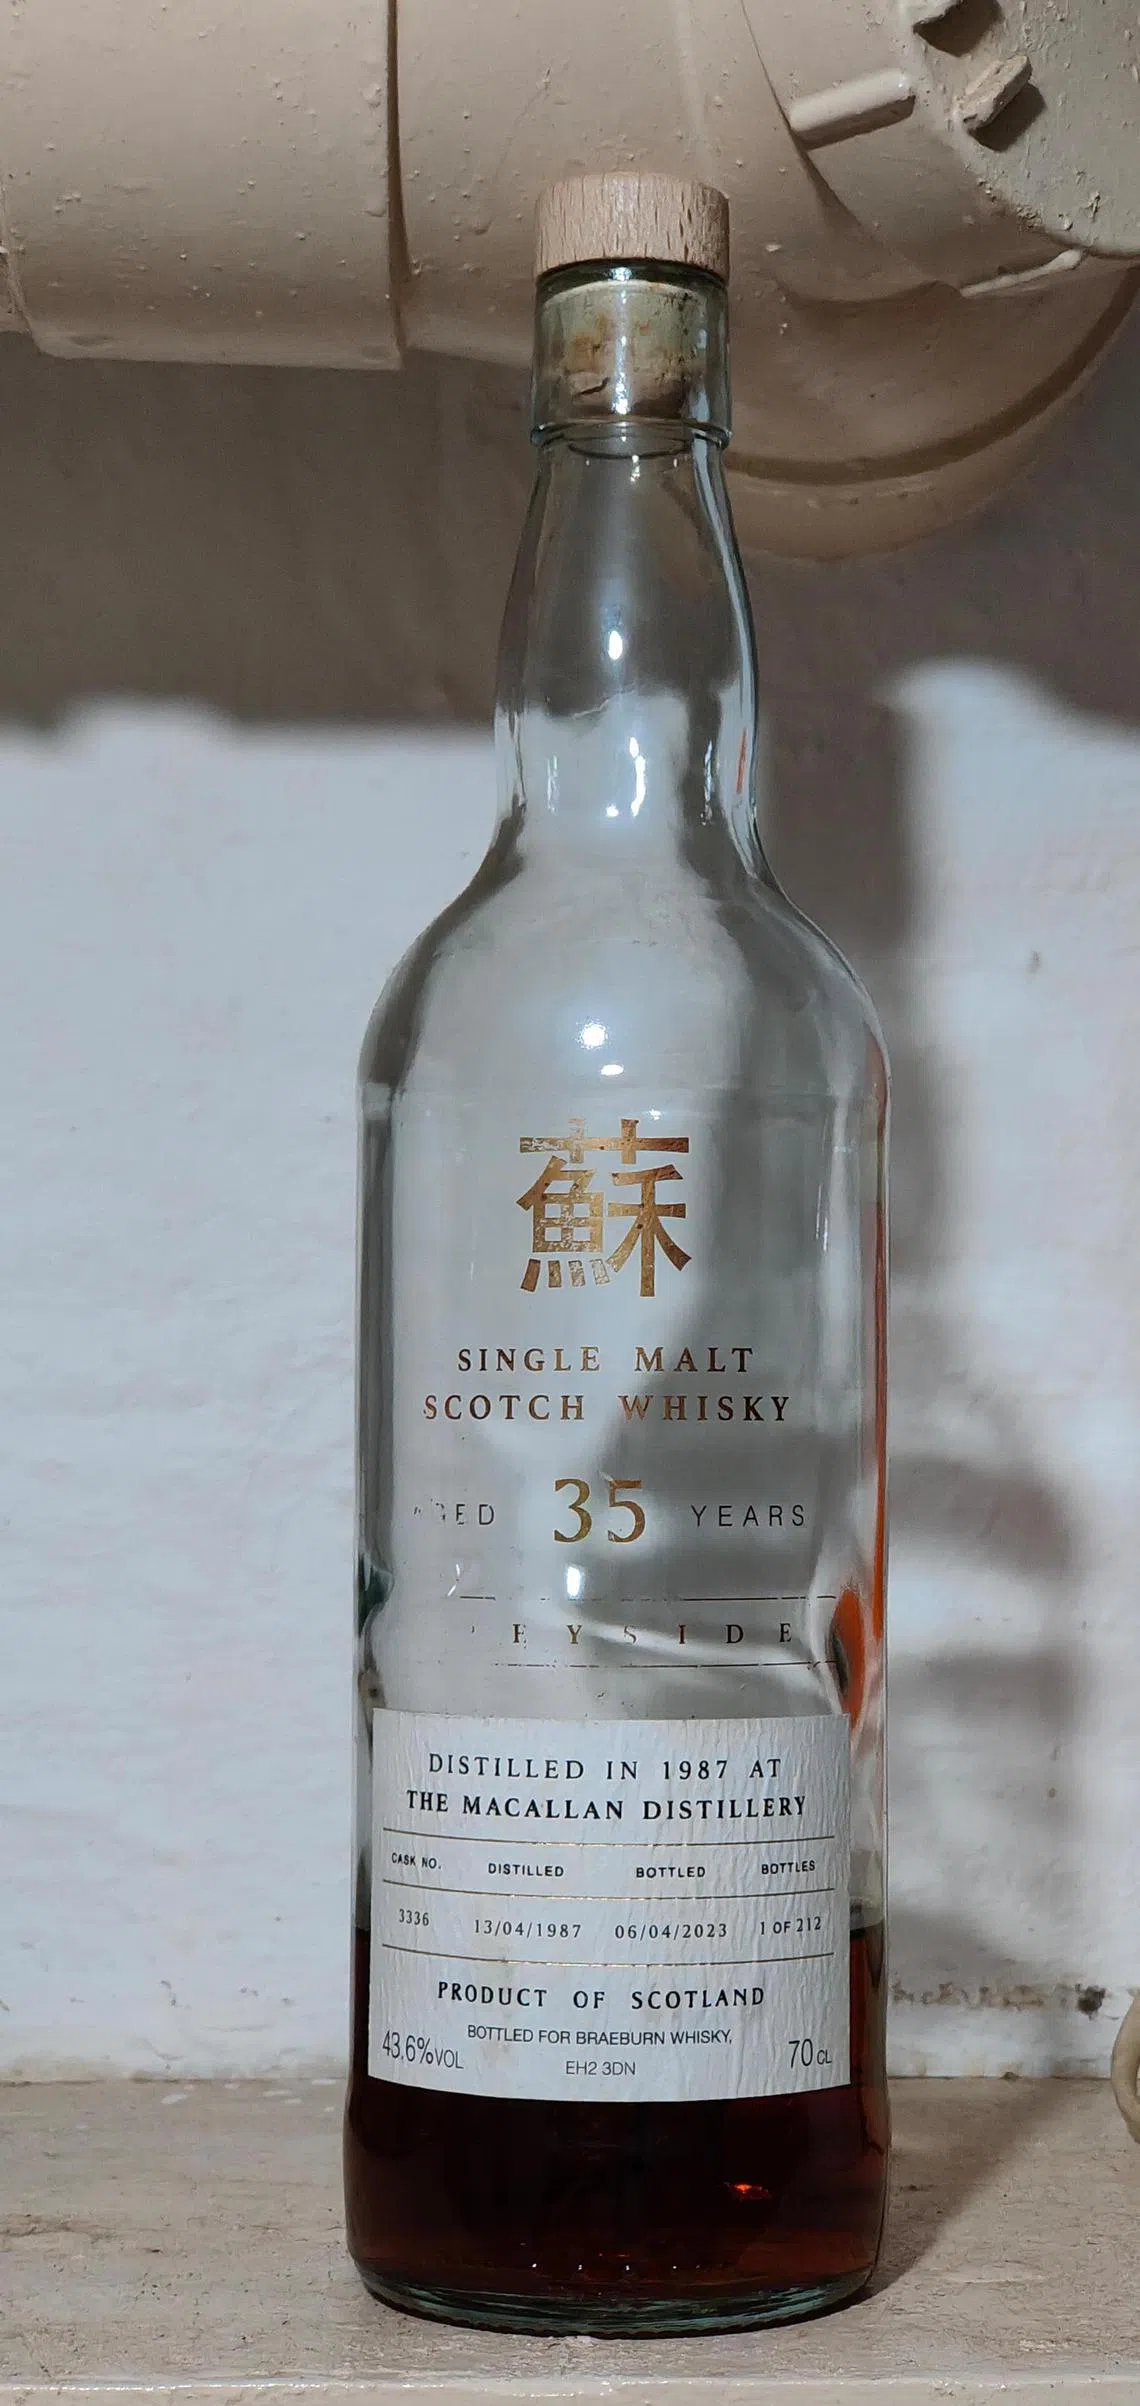 蘇
SINGLE MALT
SCOTCH WHISKY
AGED 35 YEARS
EYSIDE
DISTILLED IN 1987 AT
THE MACALLAN DISTILLERY
CASK NO. DISTILLED BOTTLED BOTTLES
3336 13/04/1987 06/04/2023 1 OF 212
PRODUCT OF SCOTLAND
43.6%VOL BOTTLED FOR BRAEBURN WHISKY, 70CL
EH2 3DN